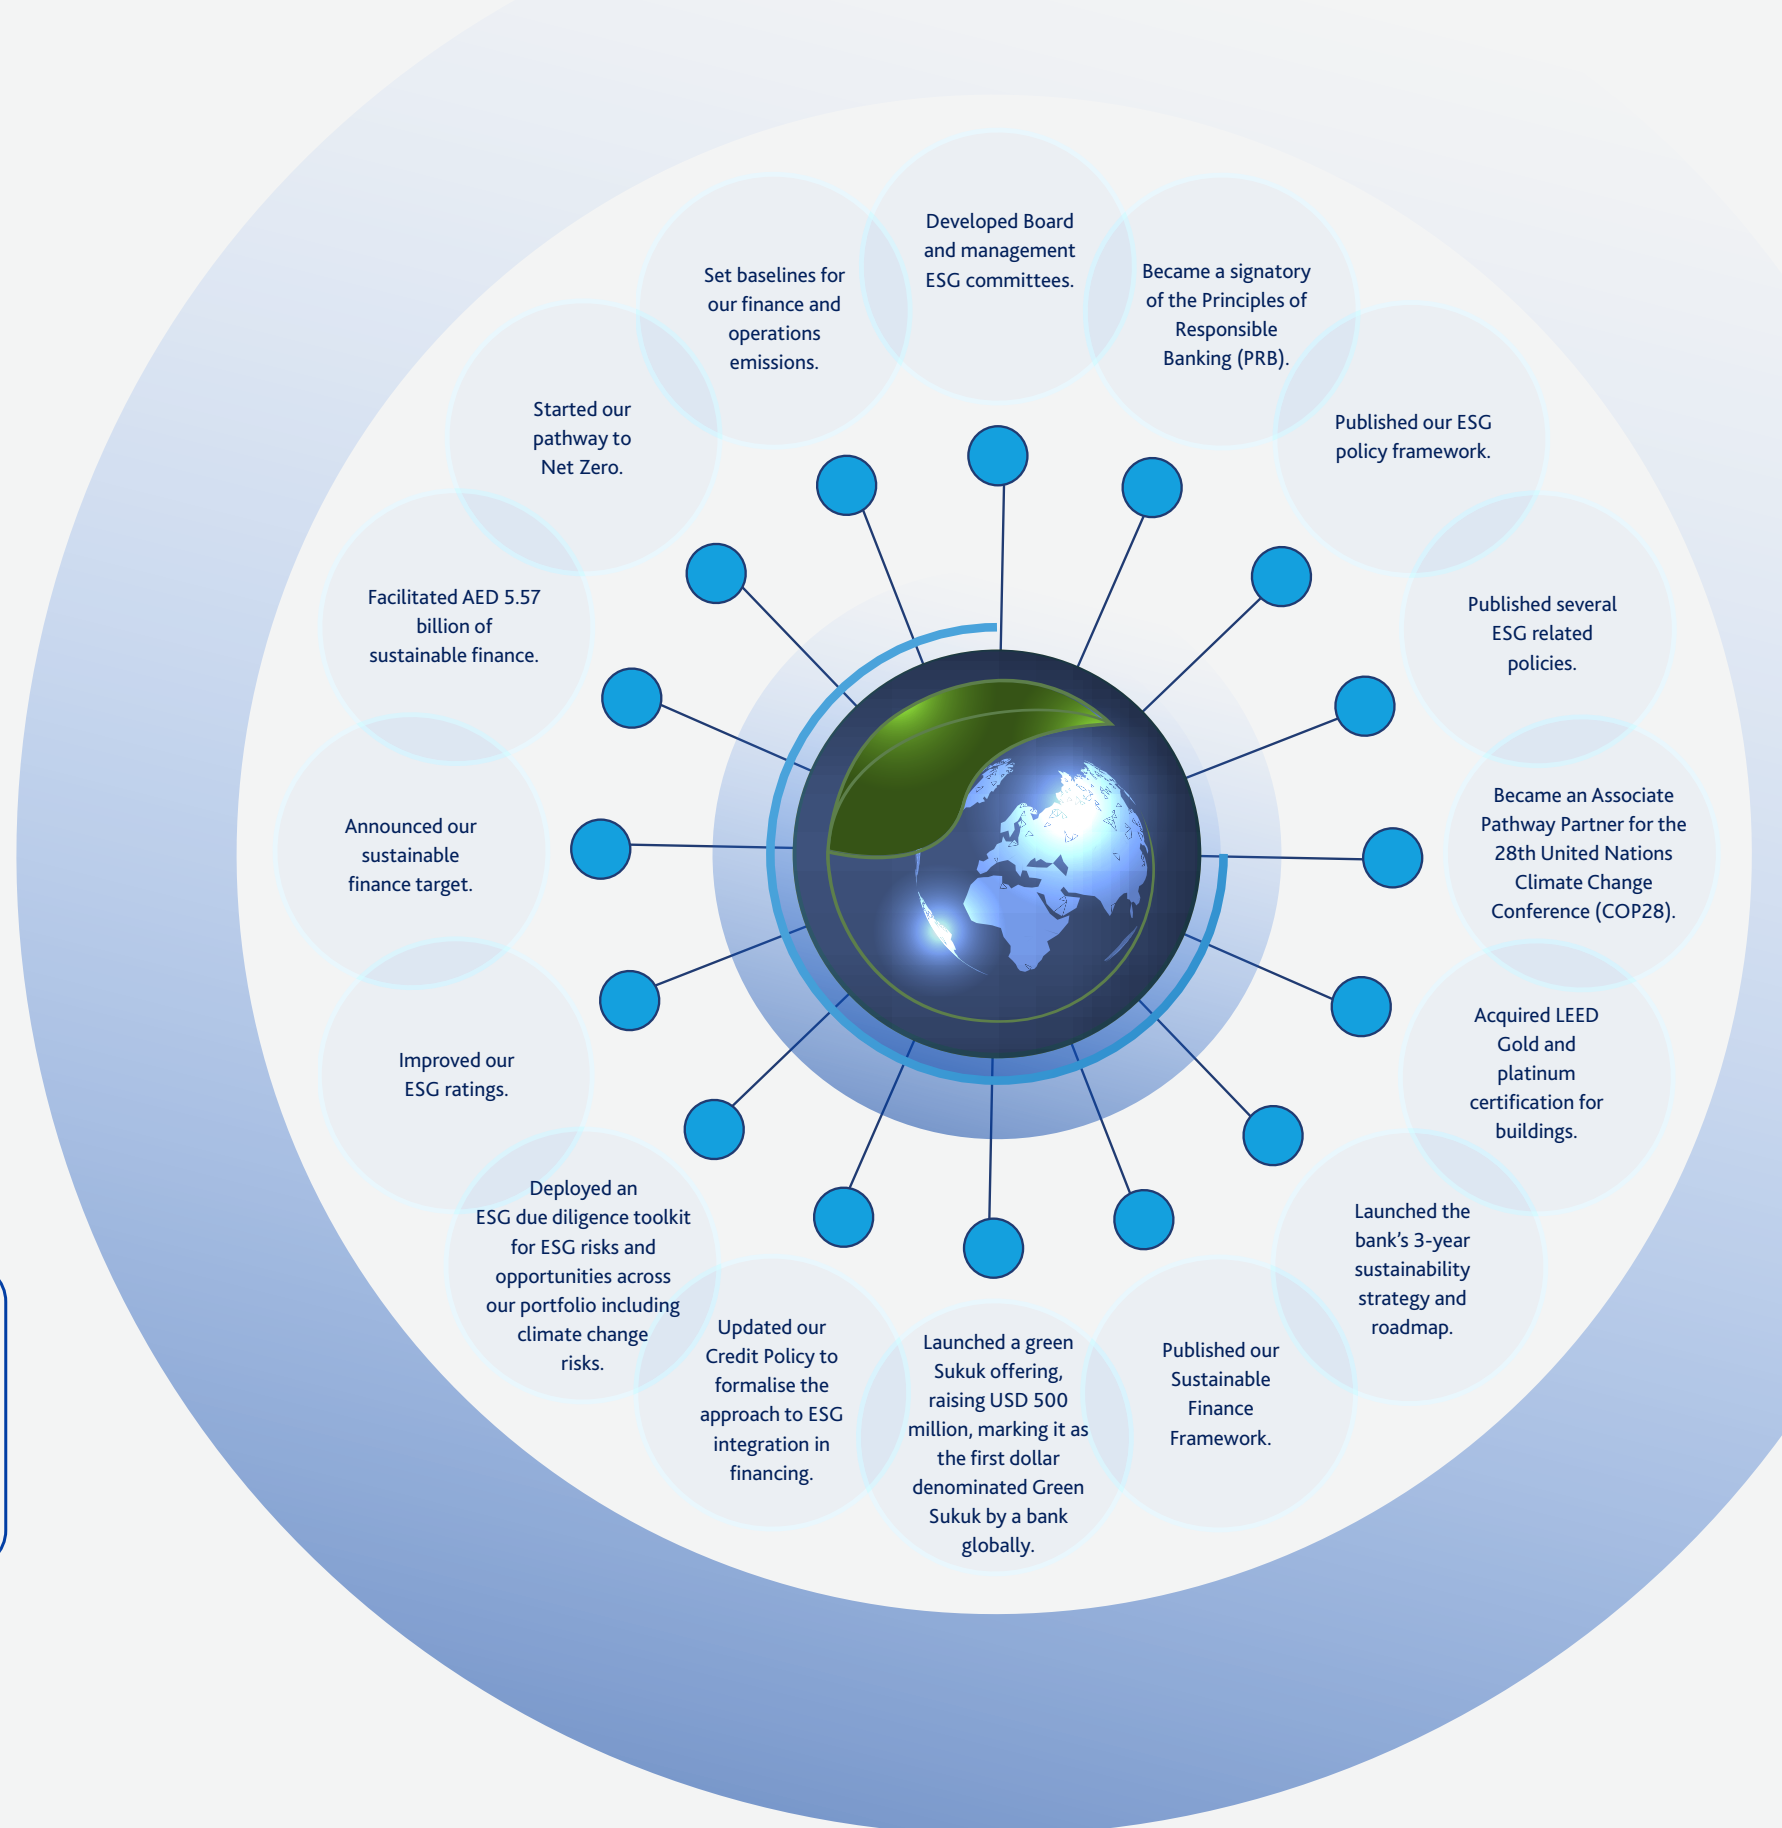 Developed Board
and management
ESG committees.
Became a signatory
of the Principles of
Responsible
Banking (PRB).
Published our ESG
policy framework.
Published several
ESG related
policies.
Became an Associate
Pathway Partner for the
28th United Nations
Climate Change
Conference (COP28).
Acquired LEED
Gold and
platinum
certification for
buildings.
Launched the
bank’s 3-year
sustainability
strategy and
roadmap.
Published our
Sustainable
Finance
Framework.
Launched a green
Sukuk offering,
raising USD 500
million, marking it as
the first dollar
denominated Green
Sukuk by a bank
globally.
Updated our
Credit Policy to
formalise the
approach to ESG
integration in
financing.
Deployed an
ESG due diligence toolkit
for ESG risks and
opportunities across
our portfolio including
climate change
risks.
Improved our
ESG ratings.
Announced our
sustainable
finance target.
Facilitated AED 5.57
billion of
sustainable finance.
Started our
pathway to
Net Zero.
Set baselines for
our finance and
operations
emissions.